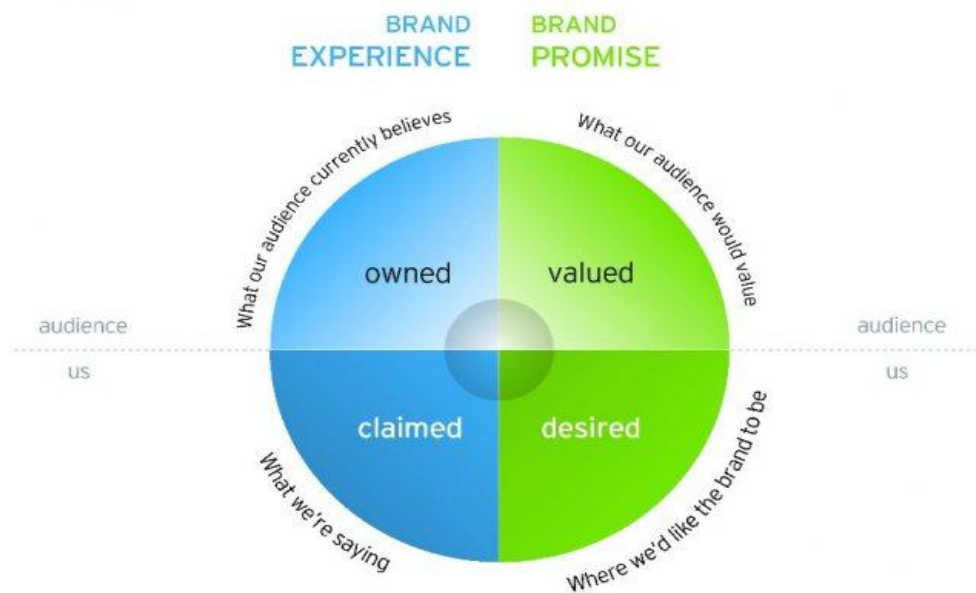 BRAND
EXPERIENCE
BRAND
PROMISE
What our audience currently believes
What our audience would value
owned
valued
audience
audience
us
us
claimed
desired
What we're saying
Where we'd like the brand to be